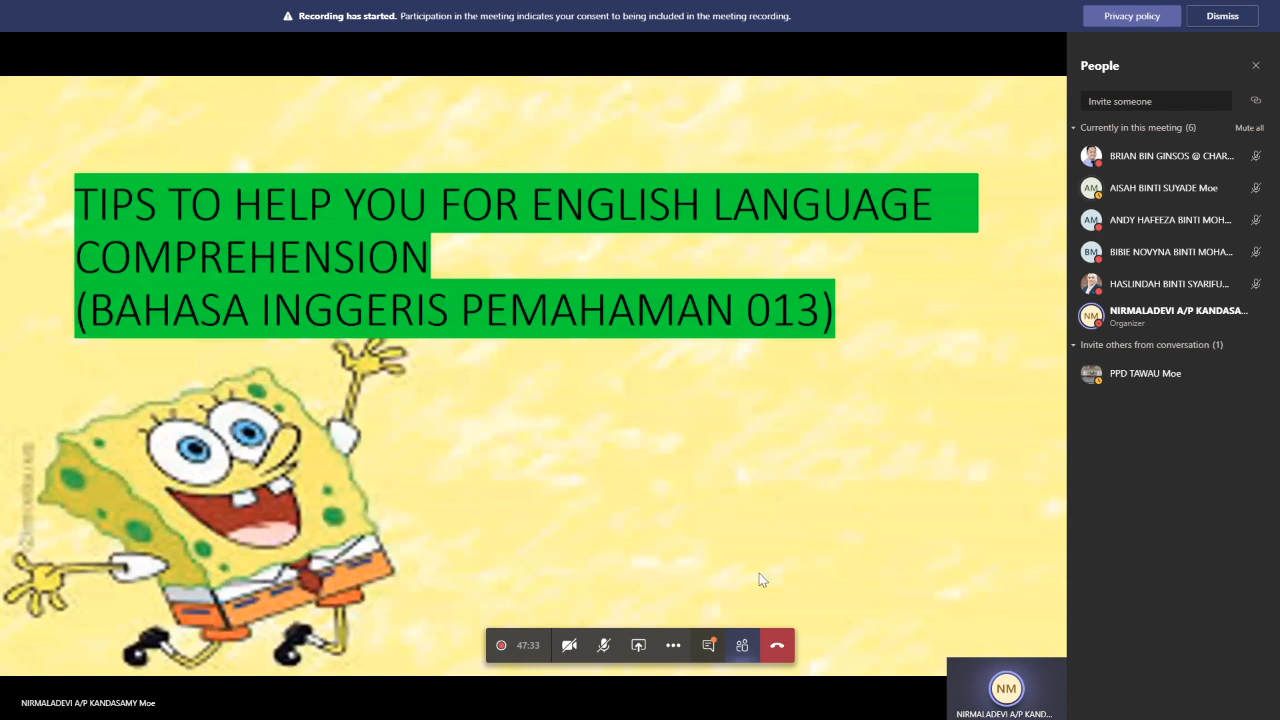 Recording has started. Participation in the meeting indicates your consent to being included in the meeting recording.
Privacy policy
Dismiss
TIPS TO HELP YOU FOR ENGLISH LANGUAGE
COMPREHENSION
(BAHASA INGGERIS PEMAHAMAN 013)
47:33
NIRMALADEVI A/P KANDASAMY Moe
NM
NIRMALADEVI A/P KAND...
People
Invite someone
Currently in this meeting (6)
Mute all
BRIAN BIN GINSOS @ CHAR...
AM
AISAH BINTI SUYADE Moe
AM
ANDY HAFEEZA BINTI MOH...
BM
BIBIE NOVYNA BINTI MOHA...
HASLINDAH BINTI SYARIFU...
NM
NIRMALADEVI A/P KANDASA...
Organizer
Invite others from conversation (1)
PPD TAWAU Moe